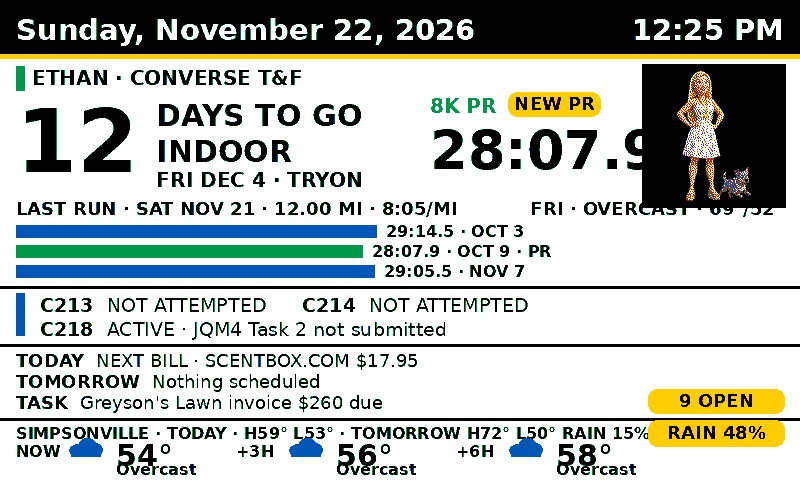 Sunday, November 22, 2026 12:25 PM
ETHAN · CONVERSE T&F
12 DAYS TO GO
INDOOR
FRI DEC 4 · TRYON
8K PR NEW PR
28:07.9
LAST RUN · SAT NOV 21 · 12.00 MI · 8:05/MI FRI · OVERCAST · 69°/52°
29:14.5 · OCT 3
28:07.9 · OCT 9 · PR
29:05.5 · NOV 7
C213 NOT ATTEMPTED C214 NOT ATTEMPTED
C218 ACTIVE · JQM4 Task 2 not submitted
TODAY NEXT BILL · SCENTBOX.COM $17.95
TOMORROW Nothing scheduled
TASK Greyson's Lawn invoice $260 due
9 OPEN
SIMPSONVILLE · TODAY · H59° L53° · TOMORROW H72° L50° RAIN 15%
RAIN 48%
NOW 54° Overcast
+3H 56° Overcast
+6H 58° Overcast